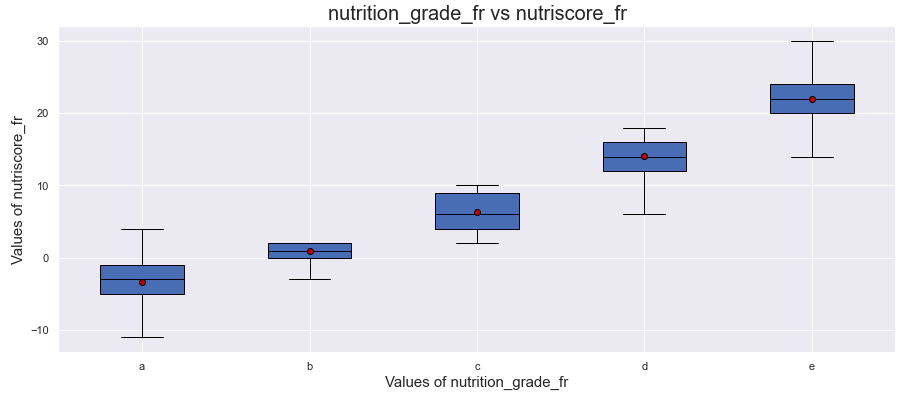 nutrition_grade_fr vs nutriscore_fr
Values of nutriscore_fr
30
20
10
0
−10
a
b
c
d
e
Values of nutrition_grade_fr